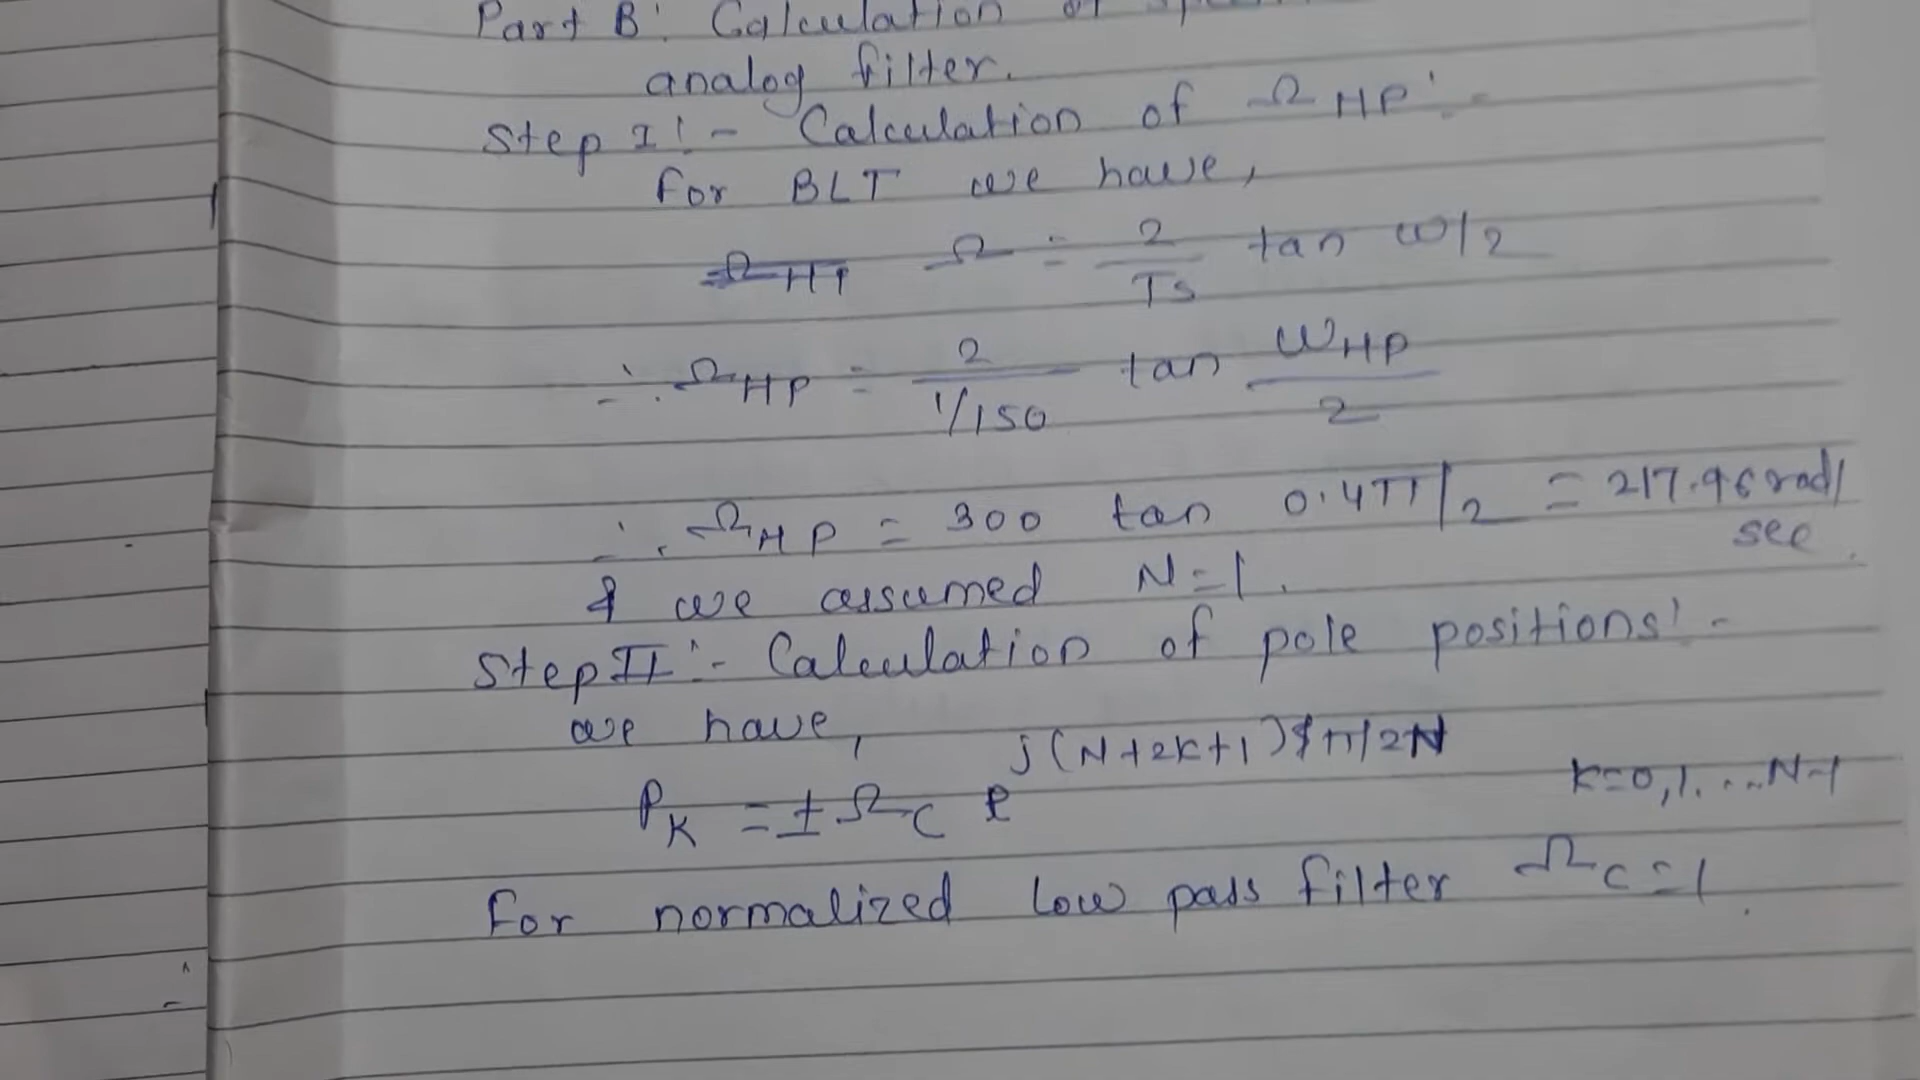 Part B : Calculation of
analog filter.
Step I :- Calculation of Ω HP :-
for BLT we have,
Ω = 2/Ts tan ω/2
∴ ΩHP = 2/(1/150) tan ωHP/2
∴ ΩHP = 300 tan 0.4π/2 = 217.96 rad/sec
& we assumed N=1.
Step II :- Calculation of pole positions :-
we have,
PK = ± Ωc e^j(N+2K+1)π/2N K=0,1,...N-1
For normalized low pass filter Ωc=1.